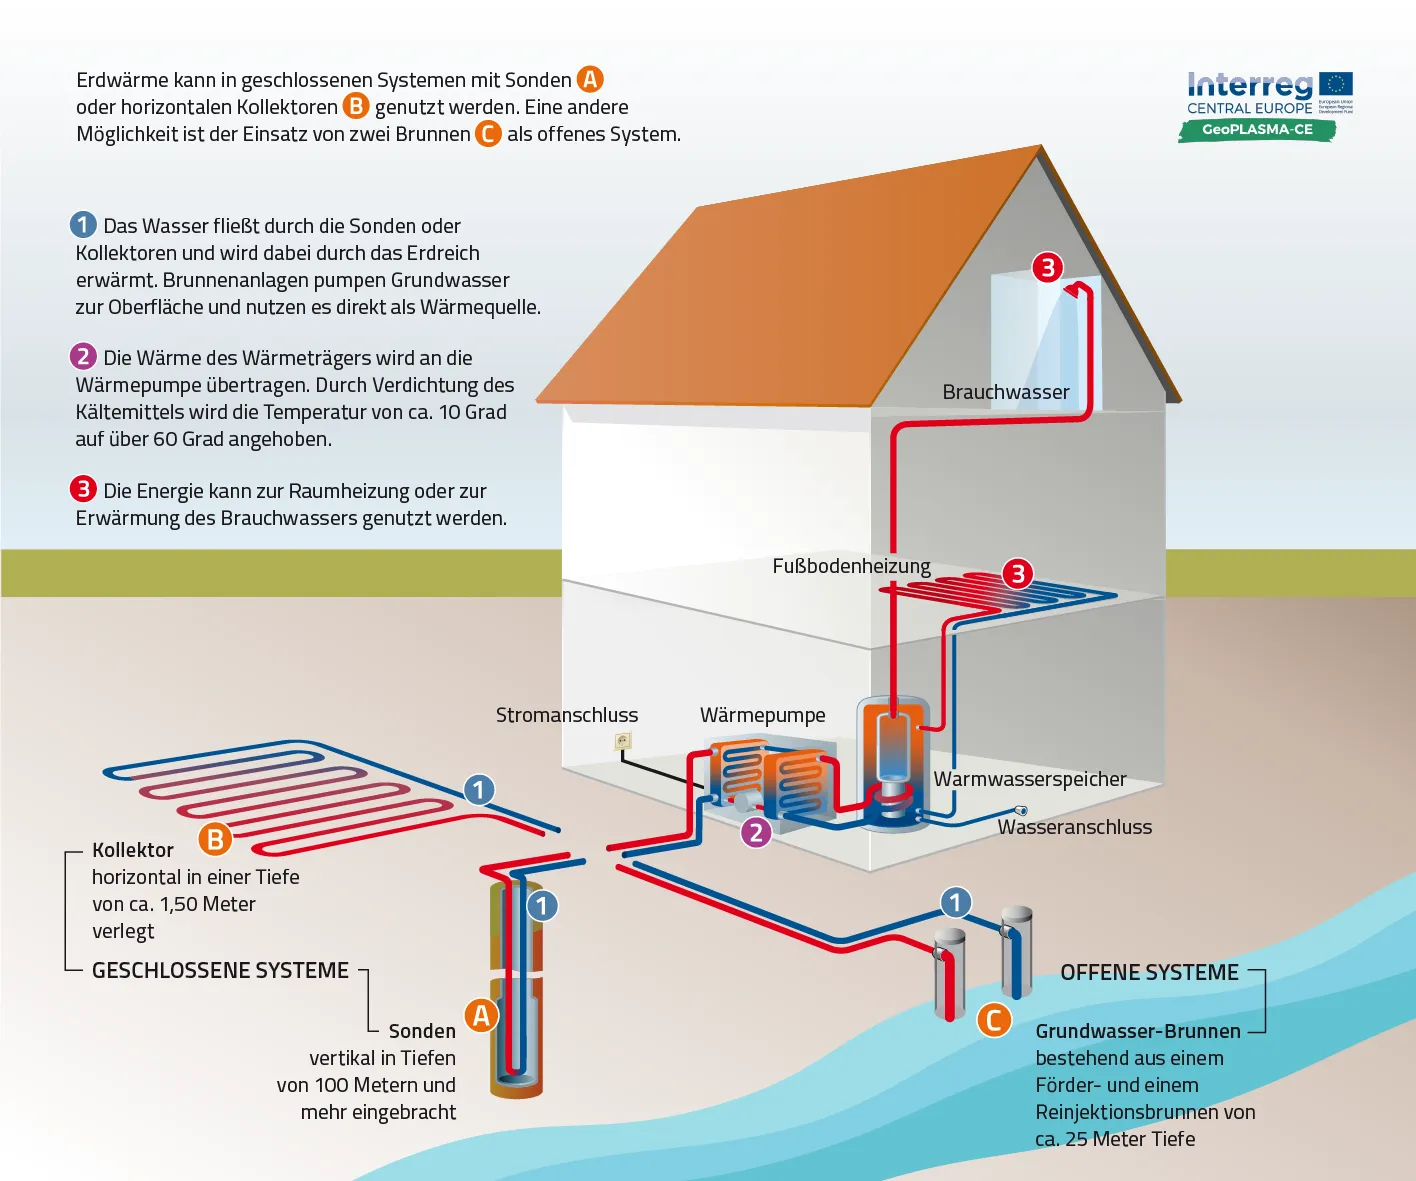 Erdwärme kann in geschlossenen Systemen mit Sonden A
oder horizontalen Kollektoren B genutzt werden. Eine andere
Möglichkeit ist der Einsatz von zwei Brunnen C als offenes System.
Interreg
CENTRAL EUROPE
European Union
European Regional
Development Fund
GeoPLASMA-CE
1 Das Wasser fließt durch die Sonden oder
Kollektoren und wird dabei durch das Erdreich
erwärmt. Brunnenanlagen pumpen Grundwasser
zur Oberfläche und nutzen es direkt als Wärmequelle.
2 Die Wärme des Wärmeträgers wird an die
Wärmepumpe übertragen. Durch Verdichtung des
Kältemittels wird die Temperatur von ca. 10 Grad
auf über 60 Grad angehoben.
3 Die Energie kann zur Raumheizung oder zur
Erwärmung des Brauchwassers genutzt werden.
3
Brauchwasser
Fußbodenheizung
3
Stromanschluss
Wärmepumpe
Warmwasserspeicher
Wasseranschluss
2
1
B
Kollektor
horizontal in einer Tiefe
von ca. 1,50 Meter
verlegt
GESCHLOSSENE SYSTEME
1
A
Sonden
vertikal in Tiefen
von 100 Metern und
mehr eingebracht
1
C
OFFENE SYSTEME
Grundwasser-Brunnen
bestehend aus einem
Förder- und einem
Reinjektionsbrunnen von
ca. 25 Meter Tiefe